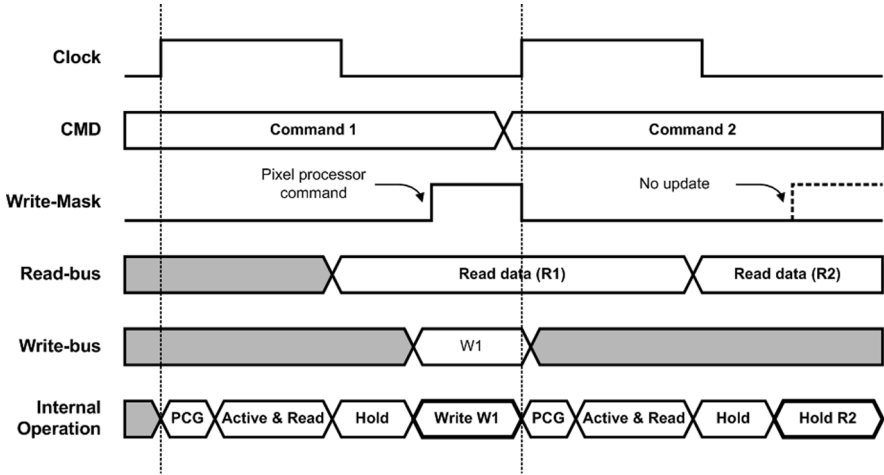 Clock
CMD
Command 1
Command 2
Write-Mask
Pixel processor
command
No update
Read-bus
Read data (R1)
Read data (R2)
Write-bus
W1
Internal
Operation
PCG
Active & Read
Hold
Write W1
PCG
Active & Read
Hold
Hold R2